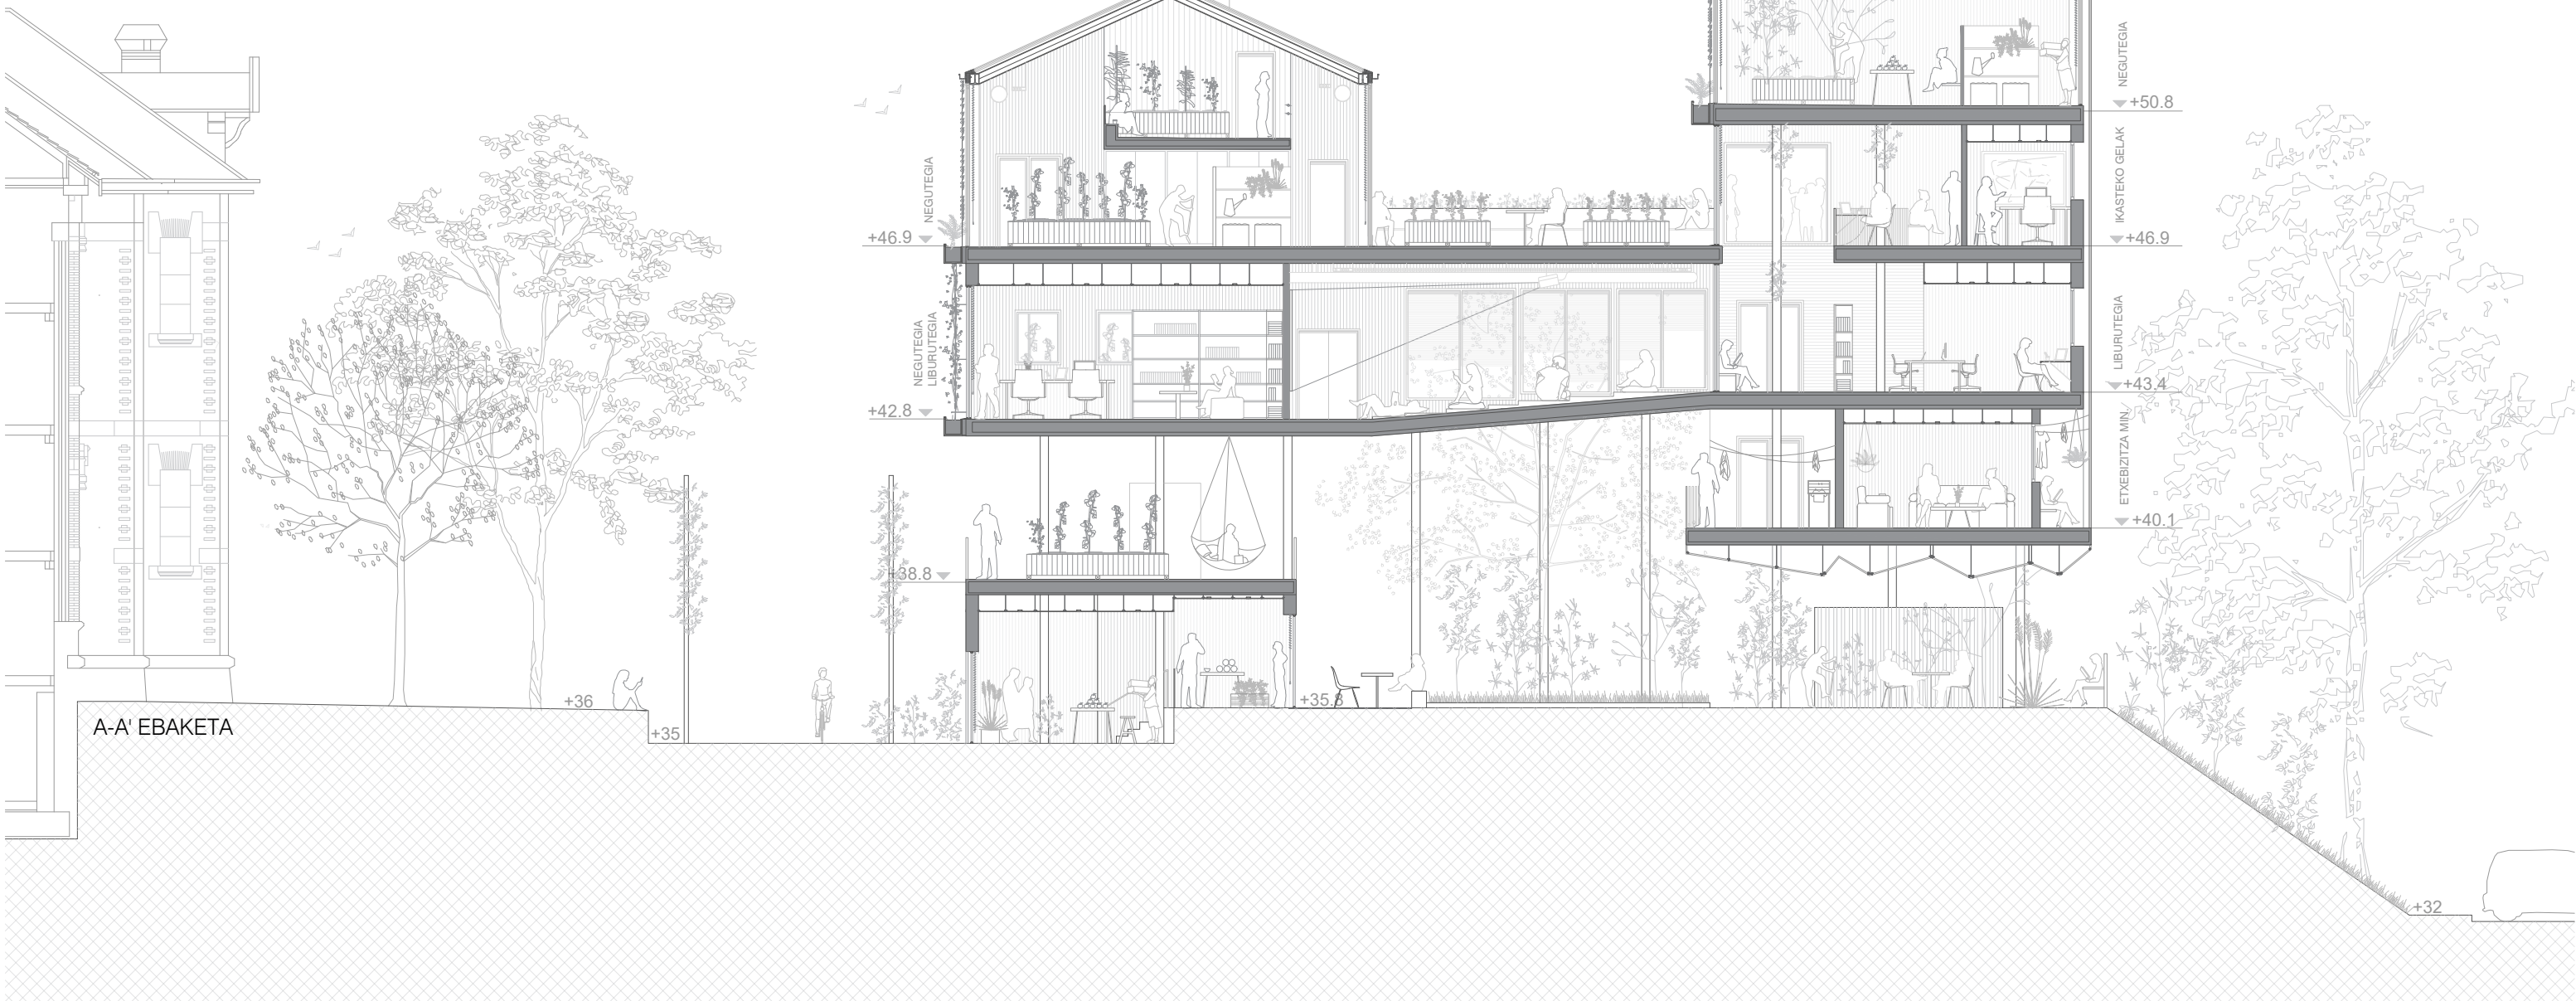 NEGUTEGIA
+50.8
IKASTEKO GELAK
NEGUTEGIA
+46.9
+46.9
NEGUTEGIA
LIBURUTEGIA
LIBURUTEGIA
+42.8
+43.4
ETXEBIZITZA MIN.
+40.1
+38.8
+36
+35.8
A-A' EBAKETA
+35
+32